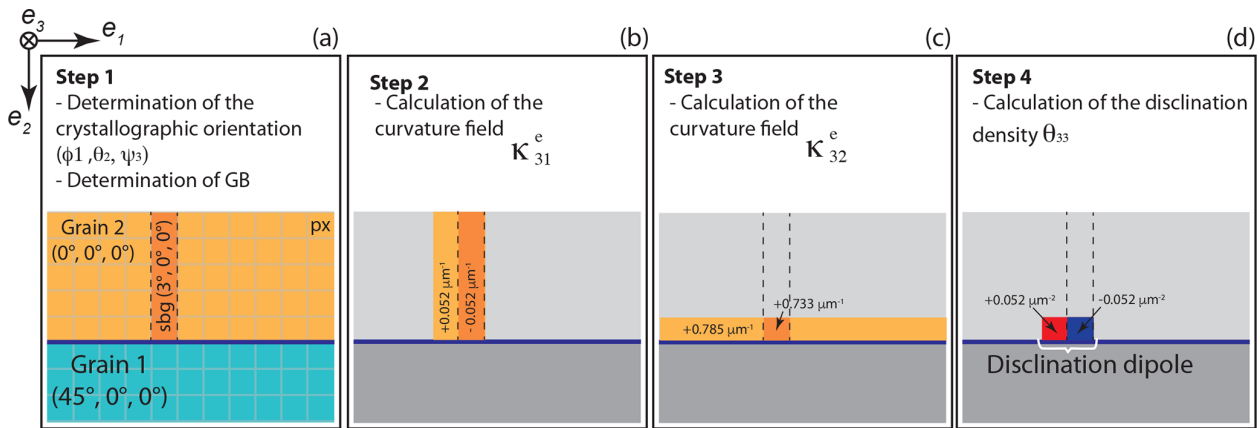 e3
e1
e2
(a)
Step 1
- Determination of the
crystallographic orientation
(ϕ1 ,θ2, ψ3)
- Determination of GB
Grain 2
(0°, 0°, 0°)
px
sbg (3°, 0°, 0°)
Grain 1
(45°, 0°, 0°)
(b)
Step 2
- Calculation of the
curvature field κ e 31
+0.052 µm-1
- 0.052 µm-1
(c)
Step 3
- Calculation of the
curvature field κ e 32
+0.733 µm-1
+0.785 µm-1
(d)
Step 4
- Calculation of the disclination
density θ33
+0.052 µm-2
-0.052 µm-2
Disclination dipole